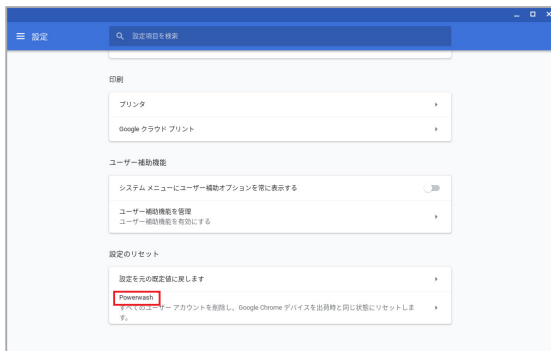 設定
設定項目を検索
印刷
プリンタ
Google クラウド プリント
ユーザー補助機能
システム メニューにユーザー補助オプションを常に表示する
ユーザー補助機能を管理
ユーザー補助機能を有効にする
設定のリセット
設定を元の既定値に戻します
Powerwash
すべてのユーザー アカウントを削除し、Google Chrome デバイスを出荷時と同じ状態にリセットしま
す。